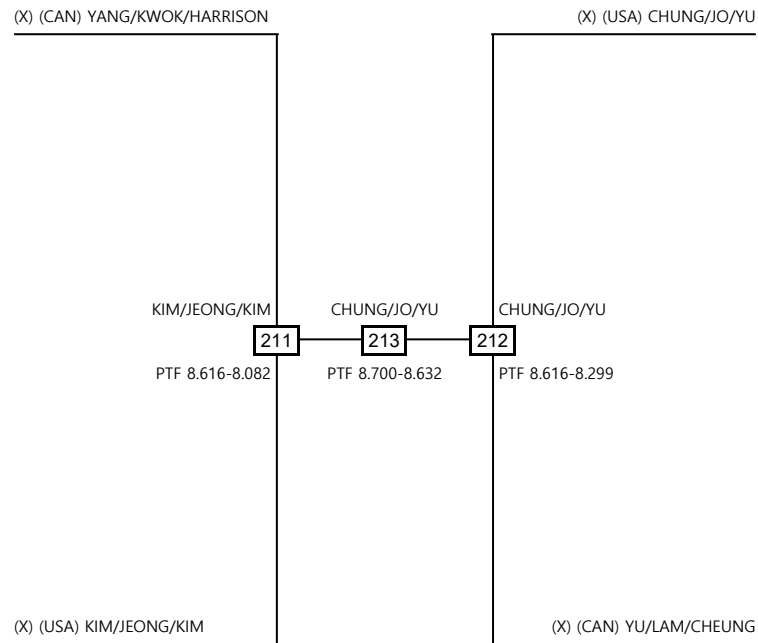 (X) (CAN) YANG/KWOK/HARRISON
(X) (USA) CHUNG/JO/YU
KIM/JEONG/KIM
CHUNG/JO/YU
CHUNG/JO/YU
211
213
212
PTF 8.616-8.082
PTF 8.700-8.632
PTF 8.616-8.299
(X) (USA) KIM/JEONG/KIM
(X) (CAN) YU/LAM/CHEUNG